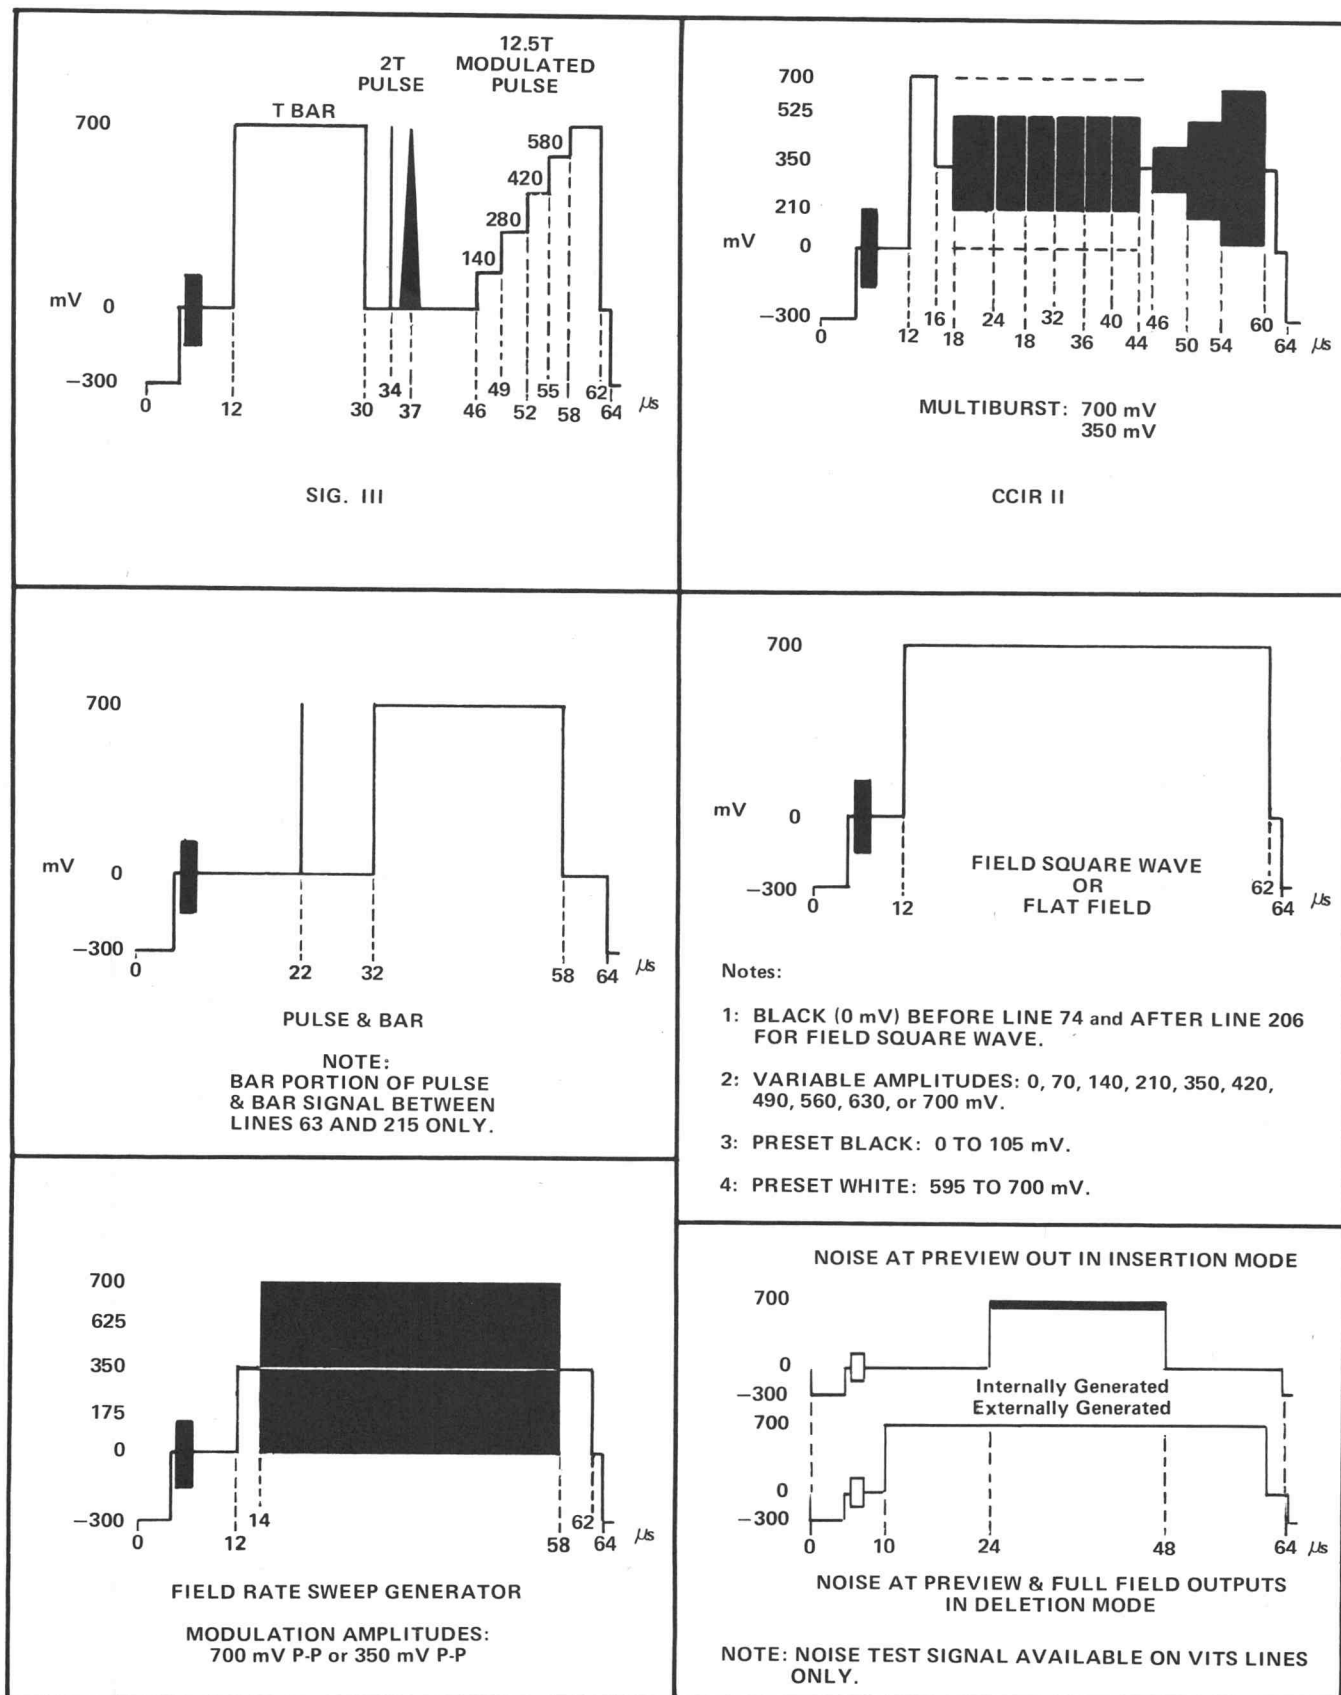 12.5T
2T MODULATED
PULSE PULSE
T BAR
700
580
420
280
140
mV 0
−300
0 12 30 34 37 46 49 52 55 58 62 64 μs
SIG. III
700
525
350
210
mV 0
−300
0 12 16 18 24 18 32 36 40 44 46 50 54 60 64 μs
MULTIBURST: 700 mV
350 mV
CCIR II
700
mV 0
−300
0 22 32 58 64 μs
PULSE & BAR
NOTE:
BAR PORTION OF PULSE
& BAR SIGNAL BETWEEN
LINES 63 AND 215 ONLY.
700
mV 0
−300
0 12 62 64 μs
FIELD SQUARE WAVE
OR
FLAT FIELD
Notes:
1: BLACK (0 mV) BEFORE LINE 74 and AFTER LINE 206
FOR FIELD SQUARE WAVE.
2: VARIABLE AMPLITUDES: 0, 70, 140, 210, 350, 420,
490, 560, 630, or 700 mV.
3: PRESET BLACK: 0 TO 105 mV.
4: PRESET WHITE: 595 TO 700 mV.
700
625
350
175
0
−300
0 12 14 58 62 64 μs
FIELD RATE SWEEP GENERATOR
MODULATION AMPLITUDES:
700 mV P-P or 350 mV P-P
NOISE AT PREVIEW OUT IN INSERTION MODE
700
0
−300
Internally Generated
Externally Generated
700
0
−300
0 10 24 48 64 μs
NOISE AT PREVIEW & FULL FIELD OUTPUTS
IN DELETION MODE
NOTE: NOISE TEST SIGNAL AVAILABLE ON VITS LINES
ONLY.